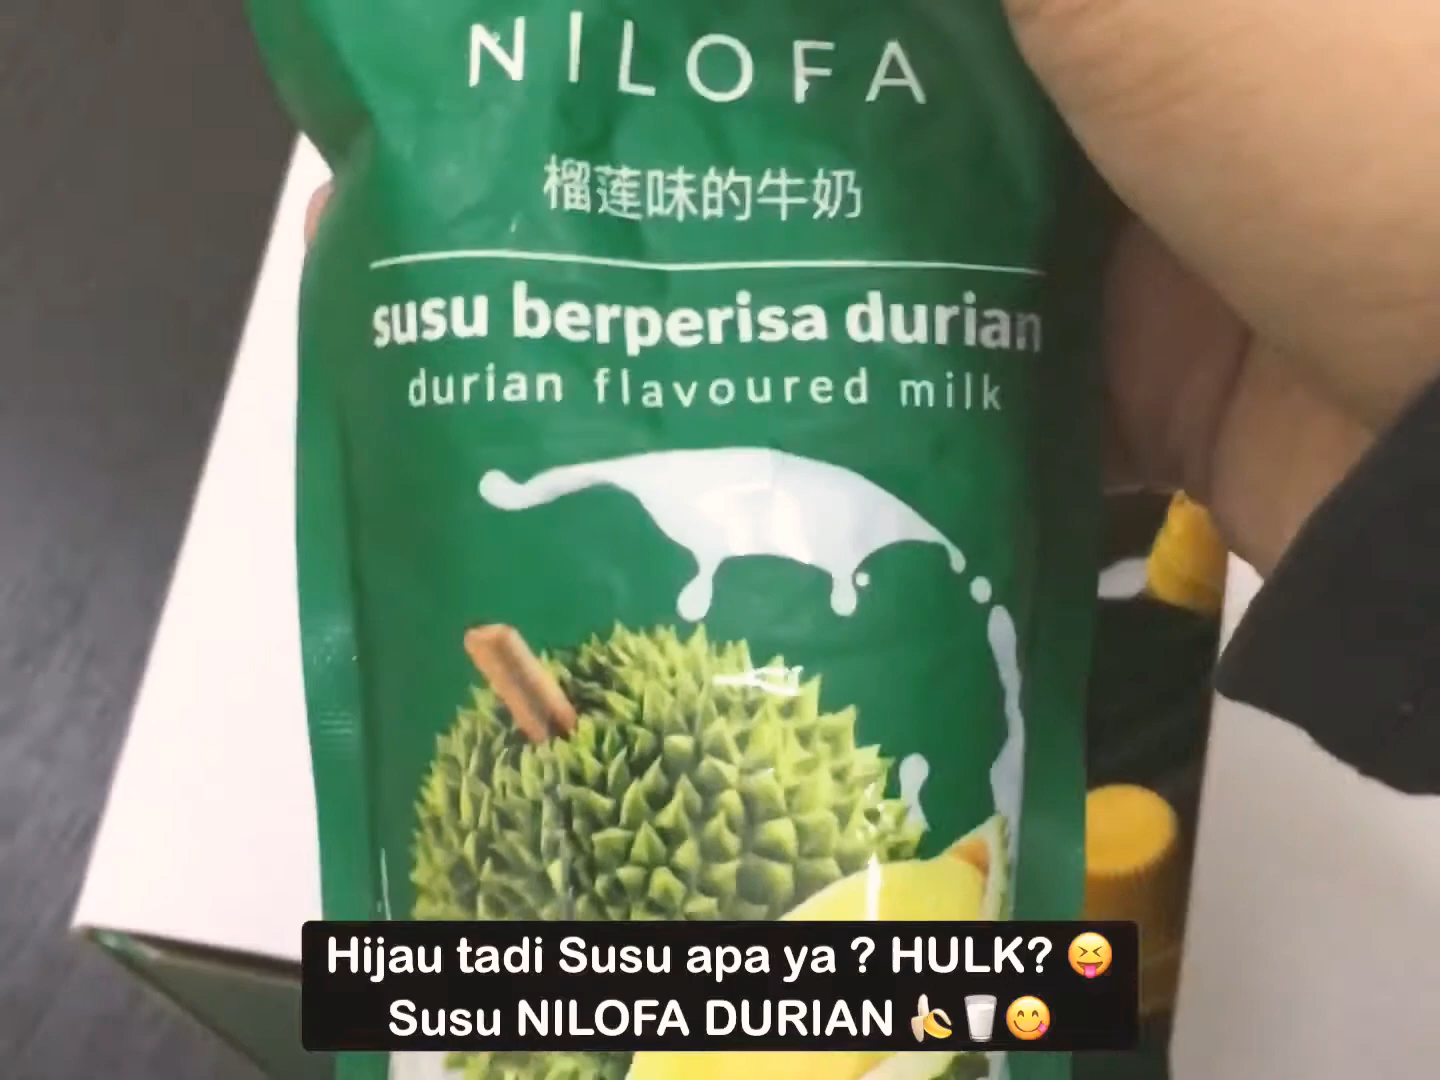 NILOFA
榴莲味的牛奶
susu berperisa durian
durian flavoured milk
Hijau tadi Susu apa ya ? HULK? 😝
Susu NILOFA DURIAN 🍌🥛😋